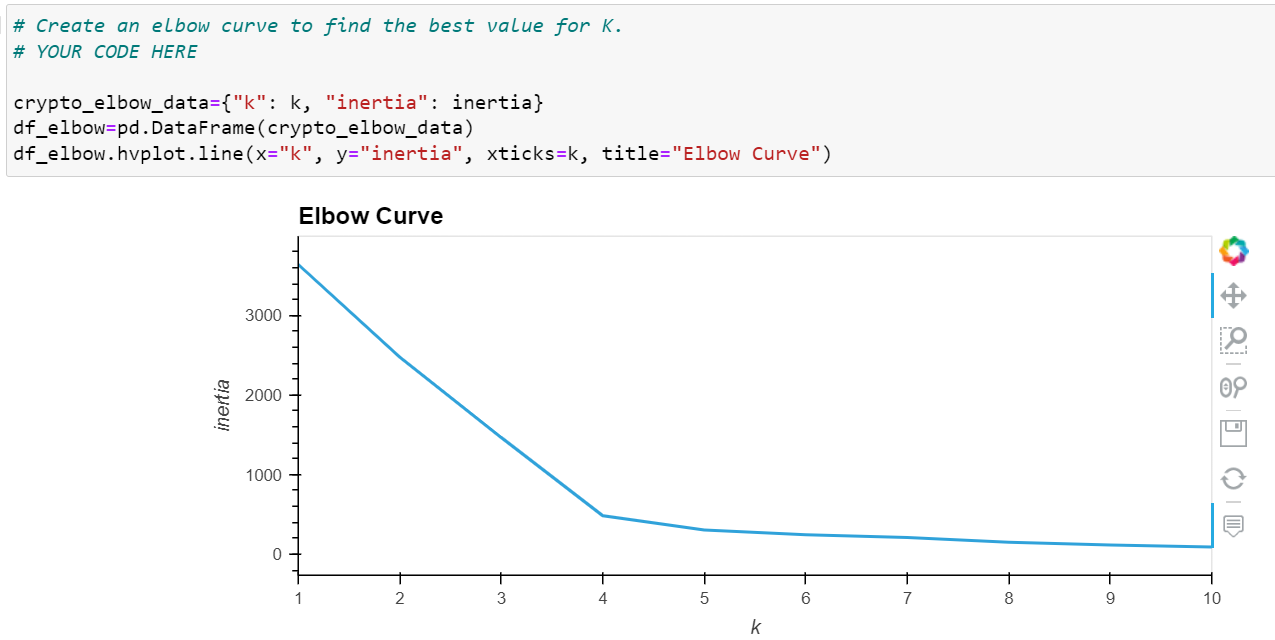 # Create an elbow curve to find the best value for K.
# YOUR CODE HERE
crypto_elbow_data={"k": k, "inertia": inertia}
df_elbow=pd.DataFrame(crypto_elbow_data)
df_elbow.hvplot.line(x="k", y="inertia", xticks=k, title="Elbow Curve")
Elbow Curve
3000
2000
1000
0
inertia
1 2 3 4 5 6 7 8 9 10
k